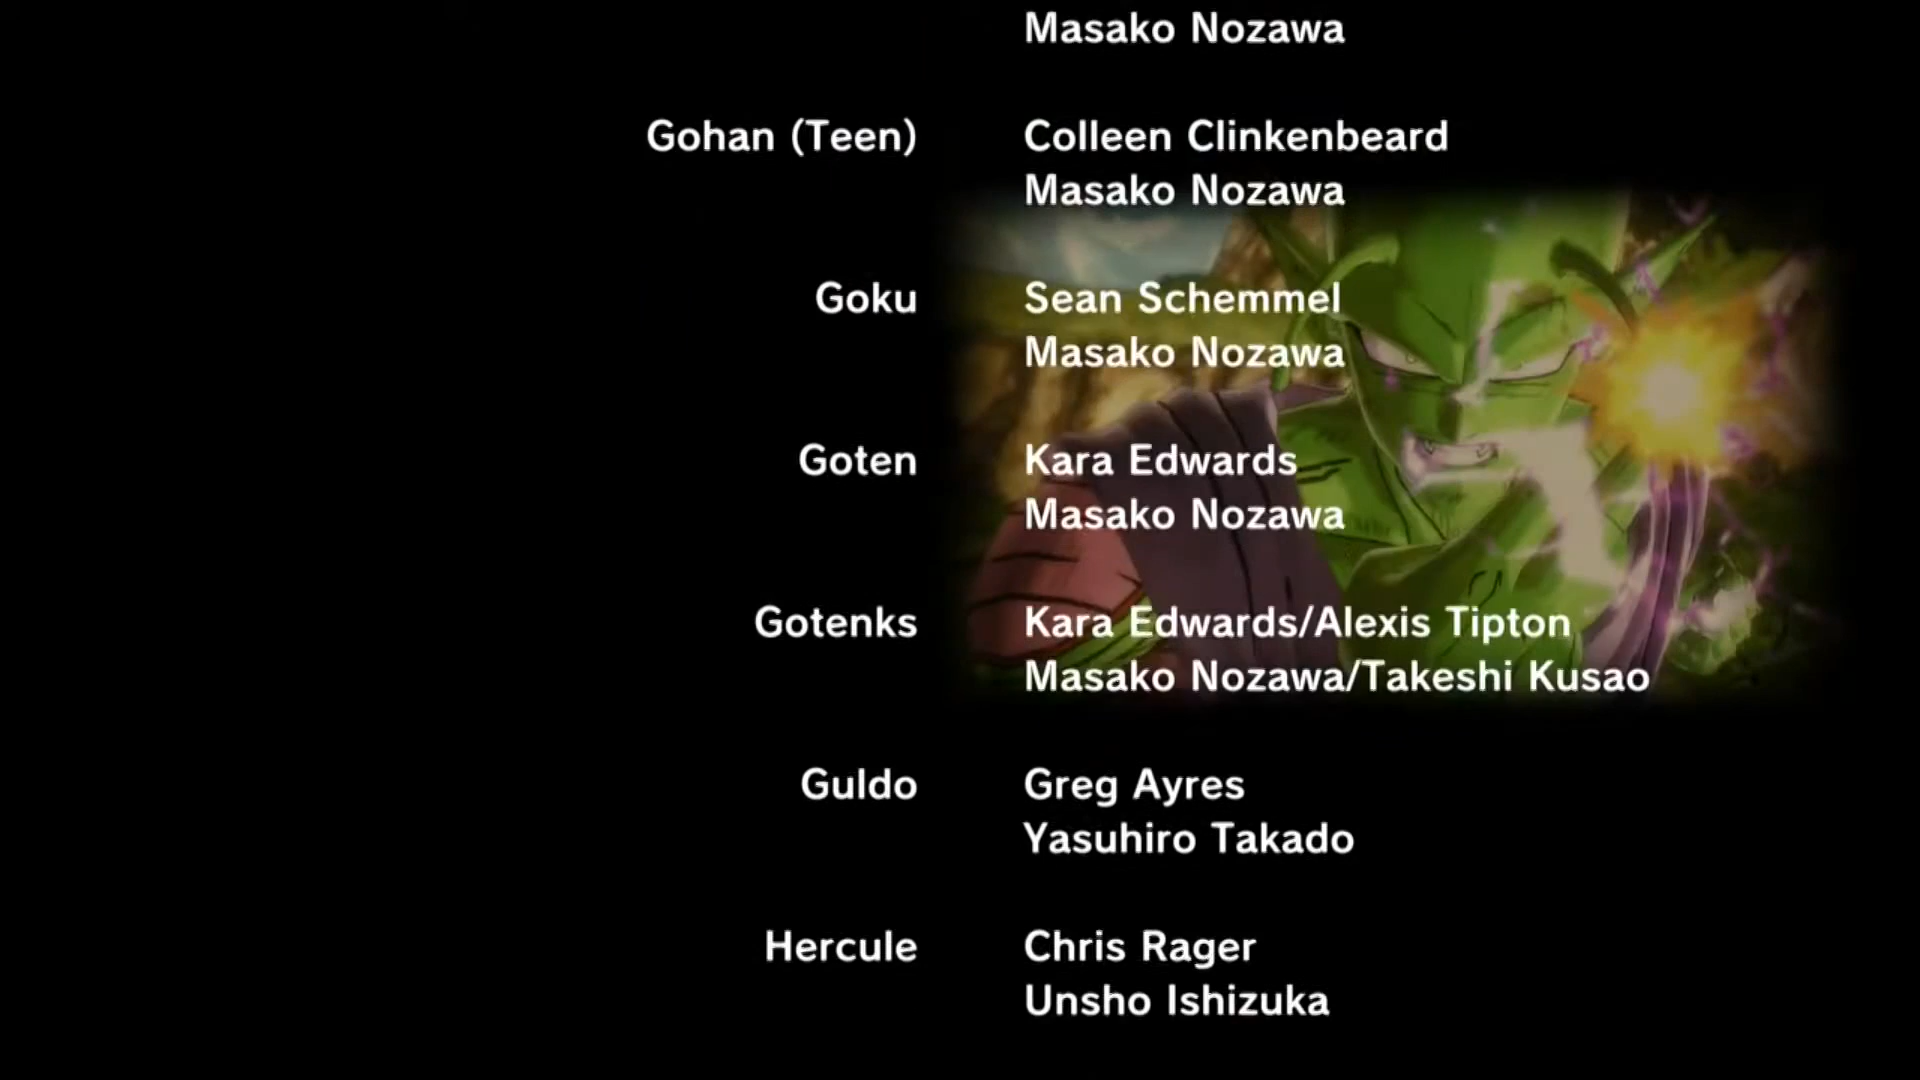 Masako Nozawa
Gohan (Teen) Colleen Clinkenbeard
Masako Nozawa
Goku Sean Schemmel
Masako Nozawa
Goten Kara Edwards
Masako Nozawa
Gotenks Kara Edwards/Alexis Tipton
Masako Nozawa/Takeshi Kusao
Guldo Greg Ayres
Yasuhiro Takado
Hercule Chris Rager
Unsho Ishizuka